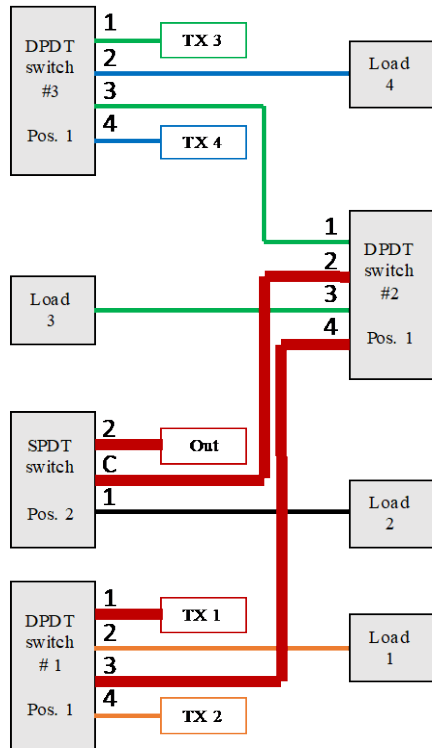 1
TX 3
DPDT
switch
#3
2
Load
4
3
Pos. 1
4
TX 4
1
DPDT
switch
#2
2
Load
3
3
4
Pos. 1
2
Out
SPDT
switch
C
Pos. 2
1
Load
2
1
TX 1
DPDT
switch
# 1
2
Load
1
3
Pos. 1
4
TX 2